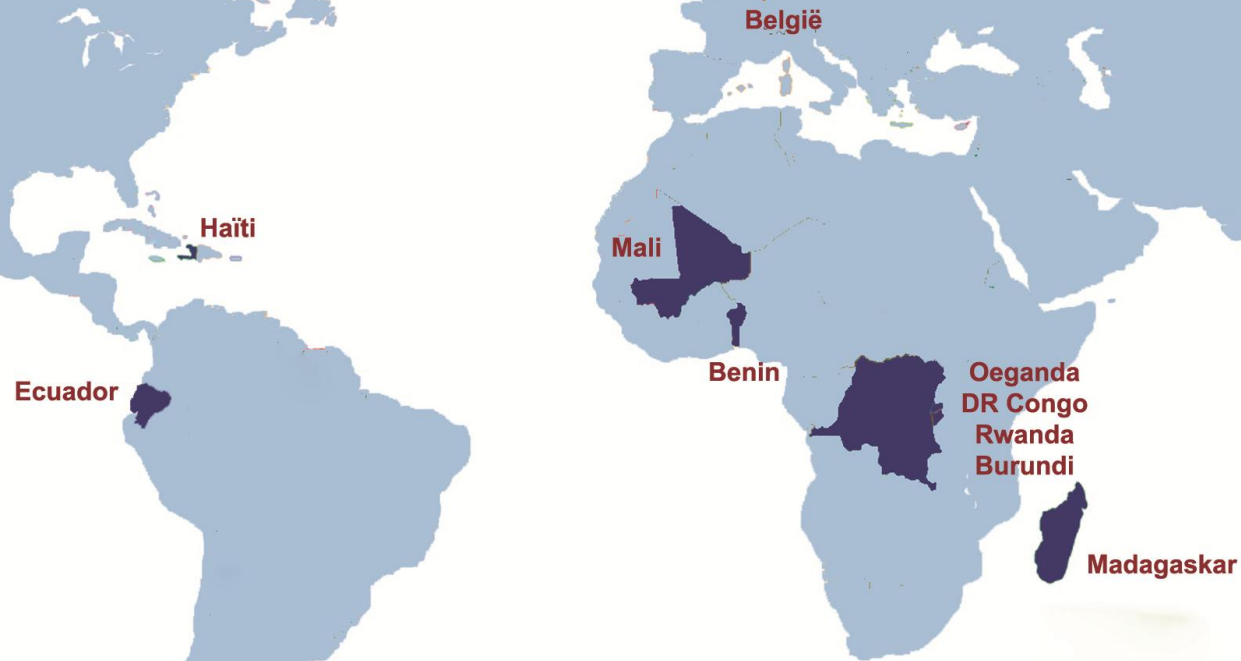 België
Haïti
Mali
Benin
Ecuador
Oeganda
DR Congo
Rwanda
Burundi
Madagaskar